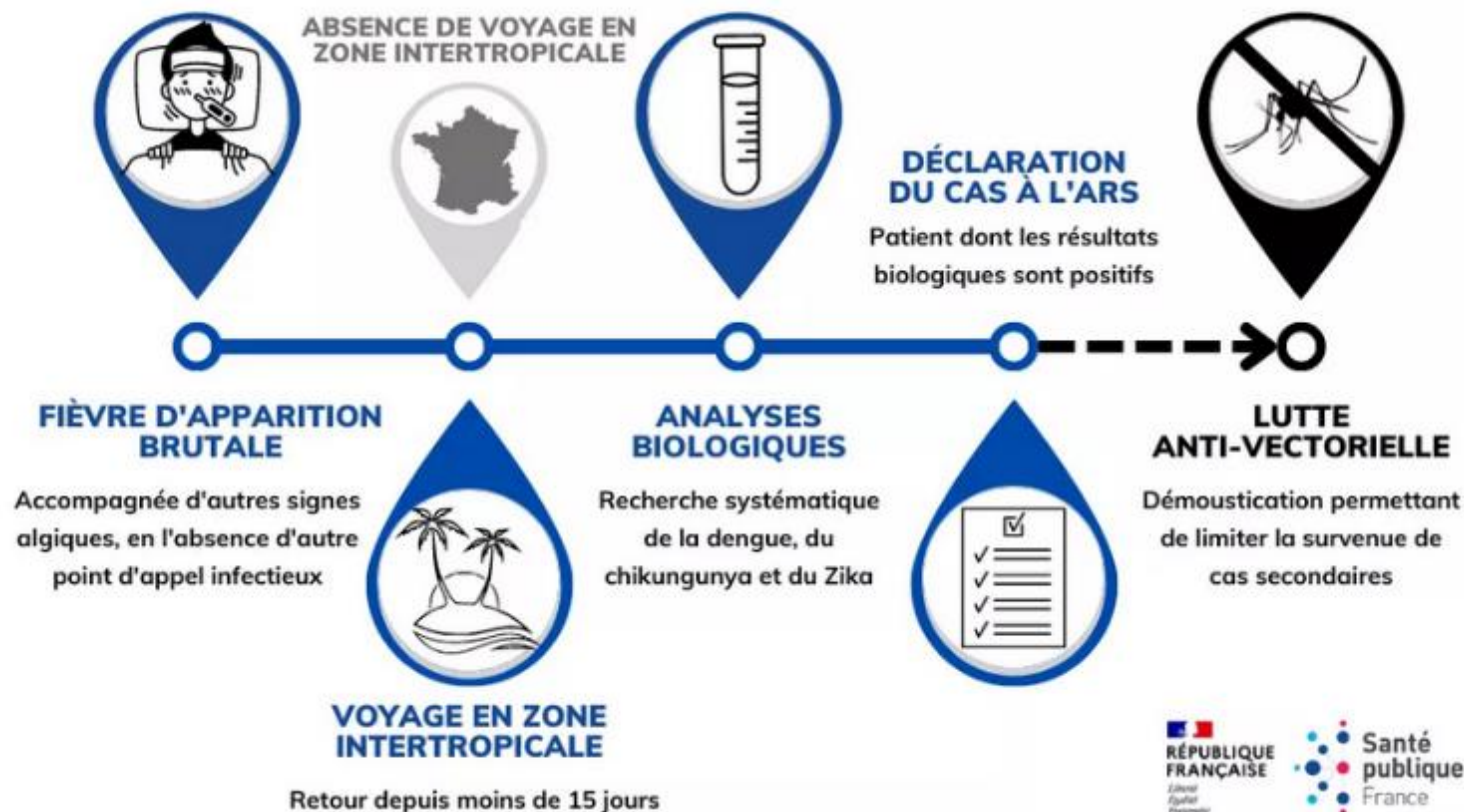 ABSENCE DE VOYAGE EN
ZONE INTERTROPICALE
DÉCLARATION
DU CAS À L'ARS
Patient dont les résultats
biologiques sont positifs
FIÈVRE D'APPARITION
BRUTALE
Accompagnée d'autres signes
algiques, en l'absence d'autre
point d'appel infectieux
ANALYSES
BIOLOGIQUES
Recherche systématique
de la dengue, du
chikungunya et du Zika
LUTTE
ANTI-VECTORIELLE
Démoustication permettant
de limiter la survenue de
cas secondaires
VOYAGE EN ZONE
INTERTROPICALE
Retour depuis moins de 15 jours
RÉPUBLIQUE
FRANÇAISE
Liberté
Égalité
Fraternité
Santé
publique
France